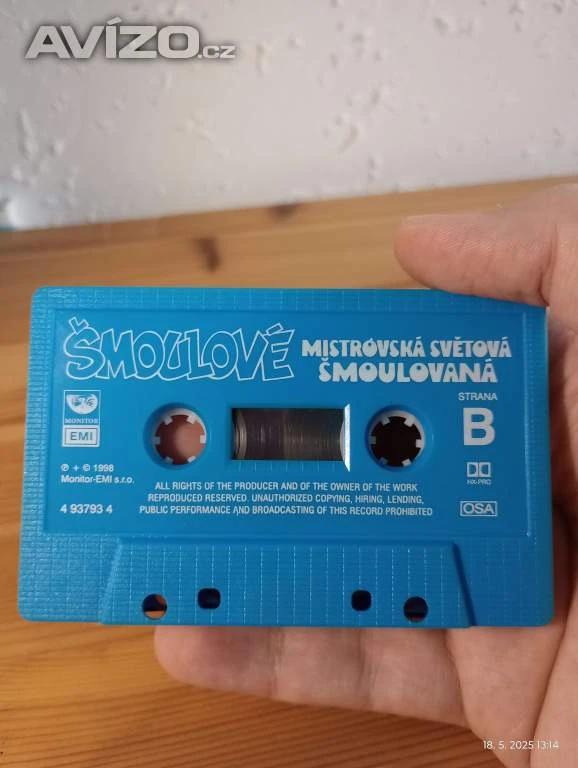 AVÍZO.cz
ŠMOULOVÉ
MISTROVSKÁ SVĚTOVÁ
ŠMOULOVANÁ
STRANA
B
MONITOR
EMI
℗ + © 1998
Monitor-EMI s.r.o.
4 93793 4
ALL RIGHTS OF THE PRODUCER AND OF THE OWNER OF THE WORK
REPRODUCED RESERVED. UNAUTHORIZED COPYING, HIRING, LENDING,
PUBLIC PERFORMANCE AND BROADCASTING OF THIS RECORD PROHIBITED
HX-PRO
OSA
18. 5. 2025 13:14